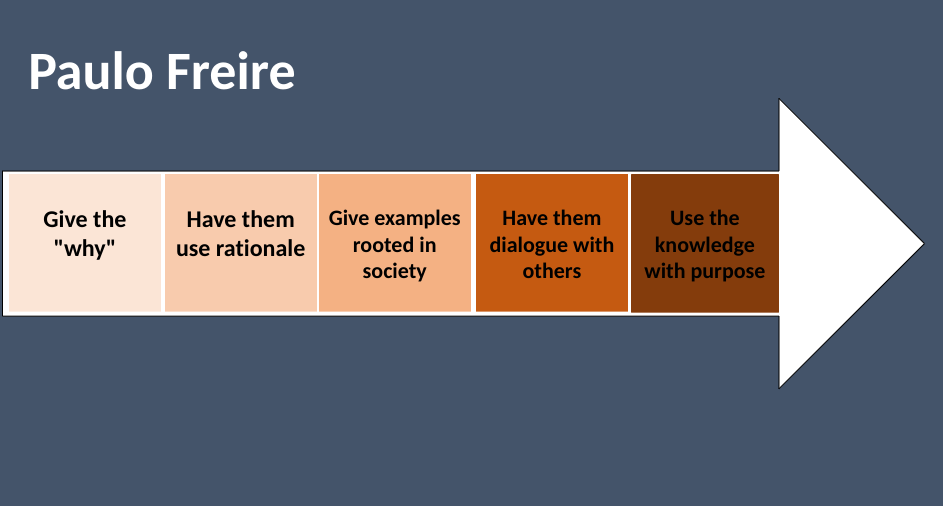 Paulo Freire
Give the
"why"
Have them
use rationale
Give examples
rooted in
society
Have them
dialogue with
others
Use the
knowledge
with purpose